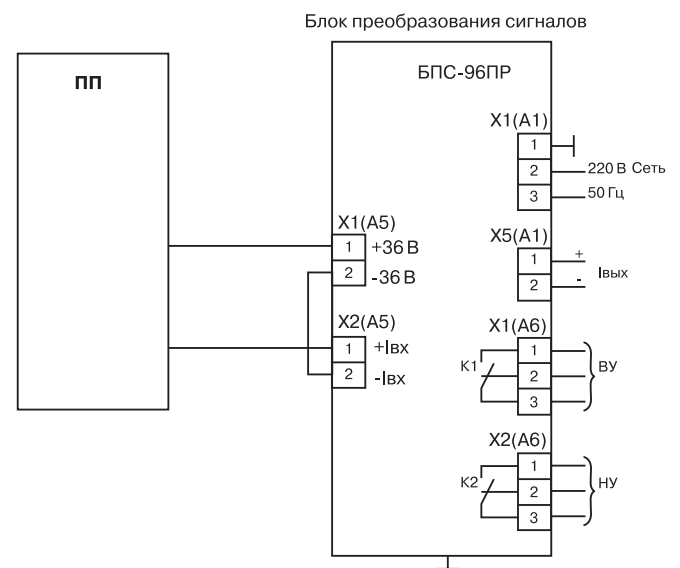 Блок преобразования сигналов
ПП
БПС-96ПР
X1(A1)
1
2
220 В Сеть
3
50 Гц
X1(A5)
1
+36 В
2
-36 В
X5(A1)
1
+
2
-
Iвых
X2(A5)
1
+Iвх
2
-Iвх
X1(A6)
K1
1
2
3
ВУ
X2(A6)
K2
1
2
3
НУ